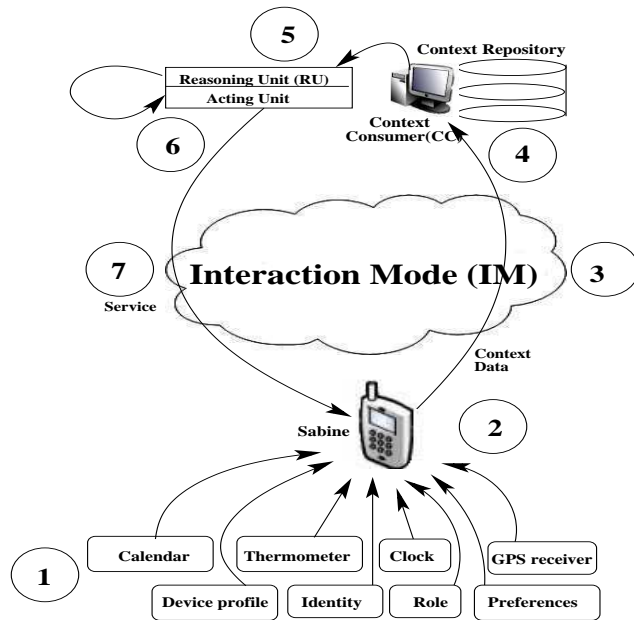 5
Context Repository
Reasoning Unit (RU)
Acting Unit
Context
Consumer(CC)
6
4
7
Interaction Mode (IM)
3
Service
Context
Data
Sabine
2
Calendar
Thermometer
Clock
GPS receiver
1
Device profile
Identity
Role
Preferences